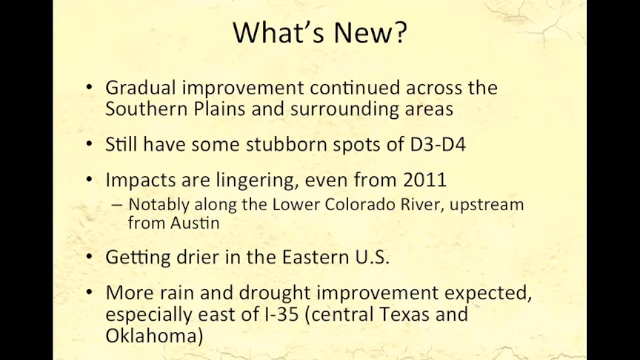 What's New?
• Gradual improvement continued across the
Southern Plains and surrounding areas
• Still have some stubborn spots of D3-D4
• Impacts are lingering, even from 2011
– Notably along the Lower Colorado River, upstream
from Austin
• Getting drier in the Eastern U.S.
• More rain and drought improvement expected,
especially east of I-35 (central Texas and
Oklahoma)